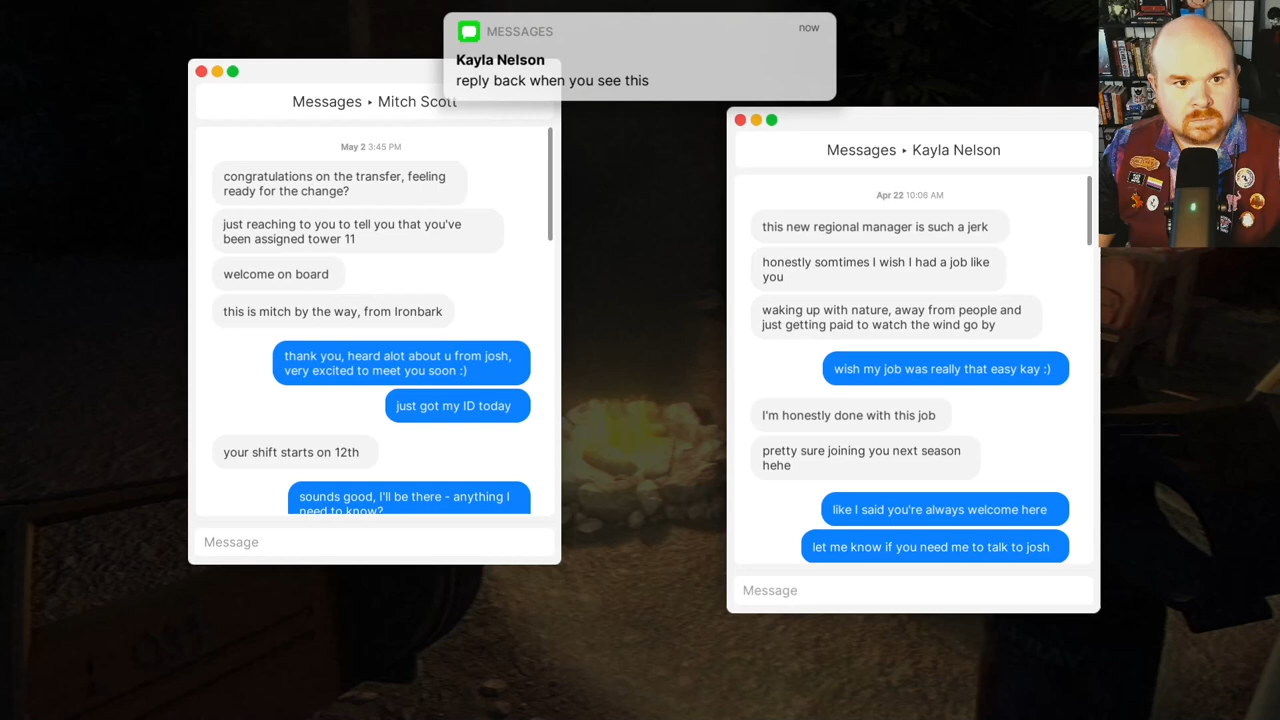 MESSAGES
now
Kayla Nelson
reply back when you see this
Messages ▸ Mitch Scott
May 2 3:45 PM
congratulations on the transfer, feeling
ready for the change?
just reaching to you to tell you that you've
been assigned tower 11
welcome on board
this is mitch by the way, from Ironbark
thank you, heard alot about u from josh,
very excited to meet you soon :)
just got my ID today
your shift starts on 12th
sounds good, I'll be there - anything I
need to know?
Message
Messages ▸ Kayla Nelson
Apr 22 10:06 AM
this new regional manager is such a jerk
honestly somtimes I wish I had a job like
you
waking up with nature, away from people and
just getting paid to watch the wind go by
wish my job was really that easy kay :)
I'm honestly done with this job
pretty sure joining you next season
hehe
like I said you're always welcome here
let me know if you need me to talk to josh
Message